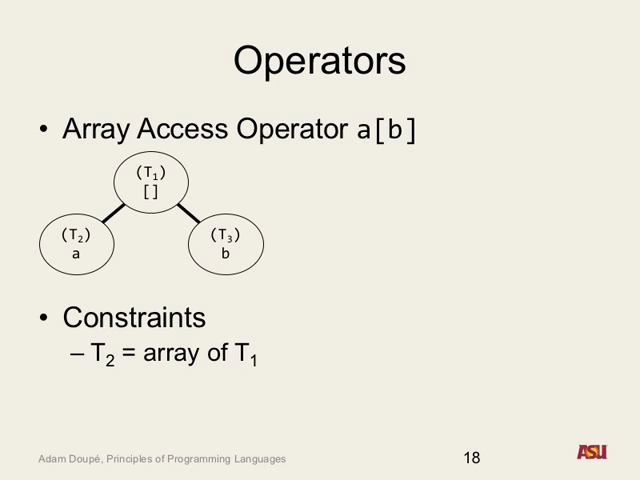 Operators
• Array Access Operator a[b]
(T₁)
[]
(T₂)
a
(T₃)
b
• Constraints
– T₂ = array of T₁
Adam Doupé, Principles of Programming Languages
18
ASU